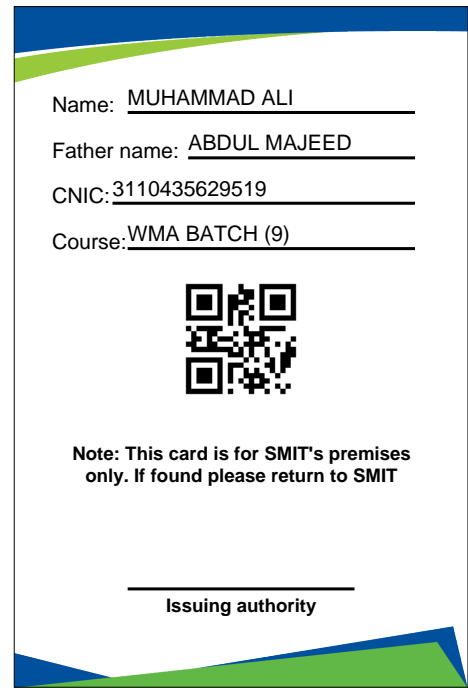 Name: MUHAMMAD ALI
Father name: ABDUL MAJEED
CNIC: 3110435629519
Course: WMA BATCH (9)
Note: This card is for SMIT's premises
only. If found please return to SMIT
Issuing authority